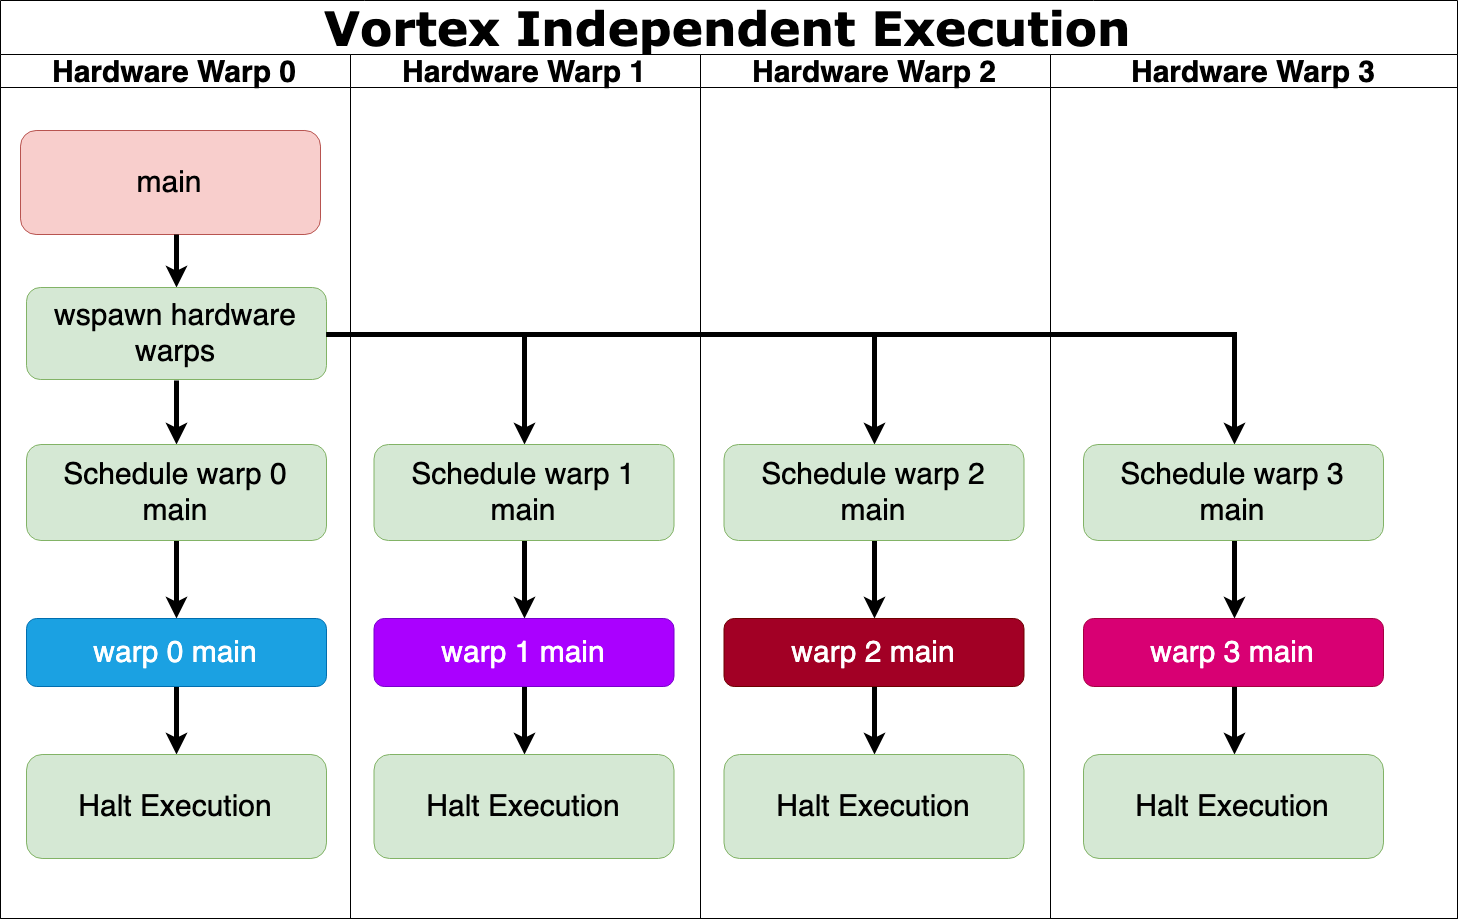 Vortex Independent Execution
Hardware Warp 0
Hardware Warp 1
Hardware Warp 2
Hardware Warp 3
main
wspawn hardware
warps
Schedule warp 0
main
Schedule warp 1
main
Schedule warp 2
main
Schedule warp 3
main
warp 0 main
warp 1 main
warp 2 main
warp 3 main
Halt Execution
Halt Execution
Halt Execution
Halt Execution